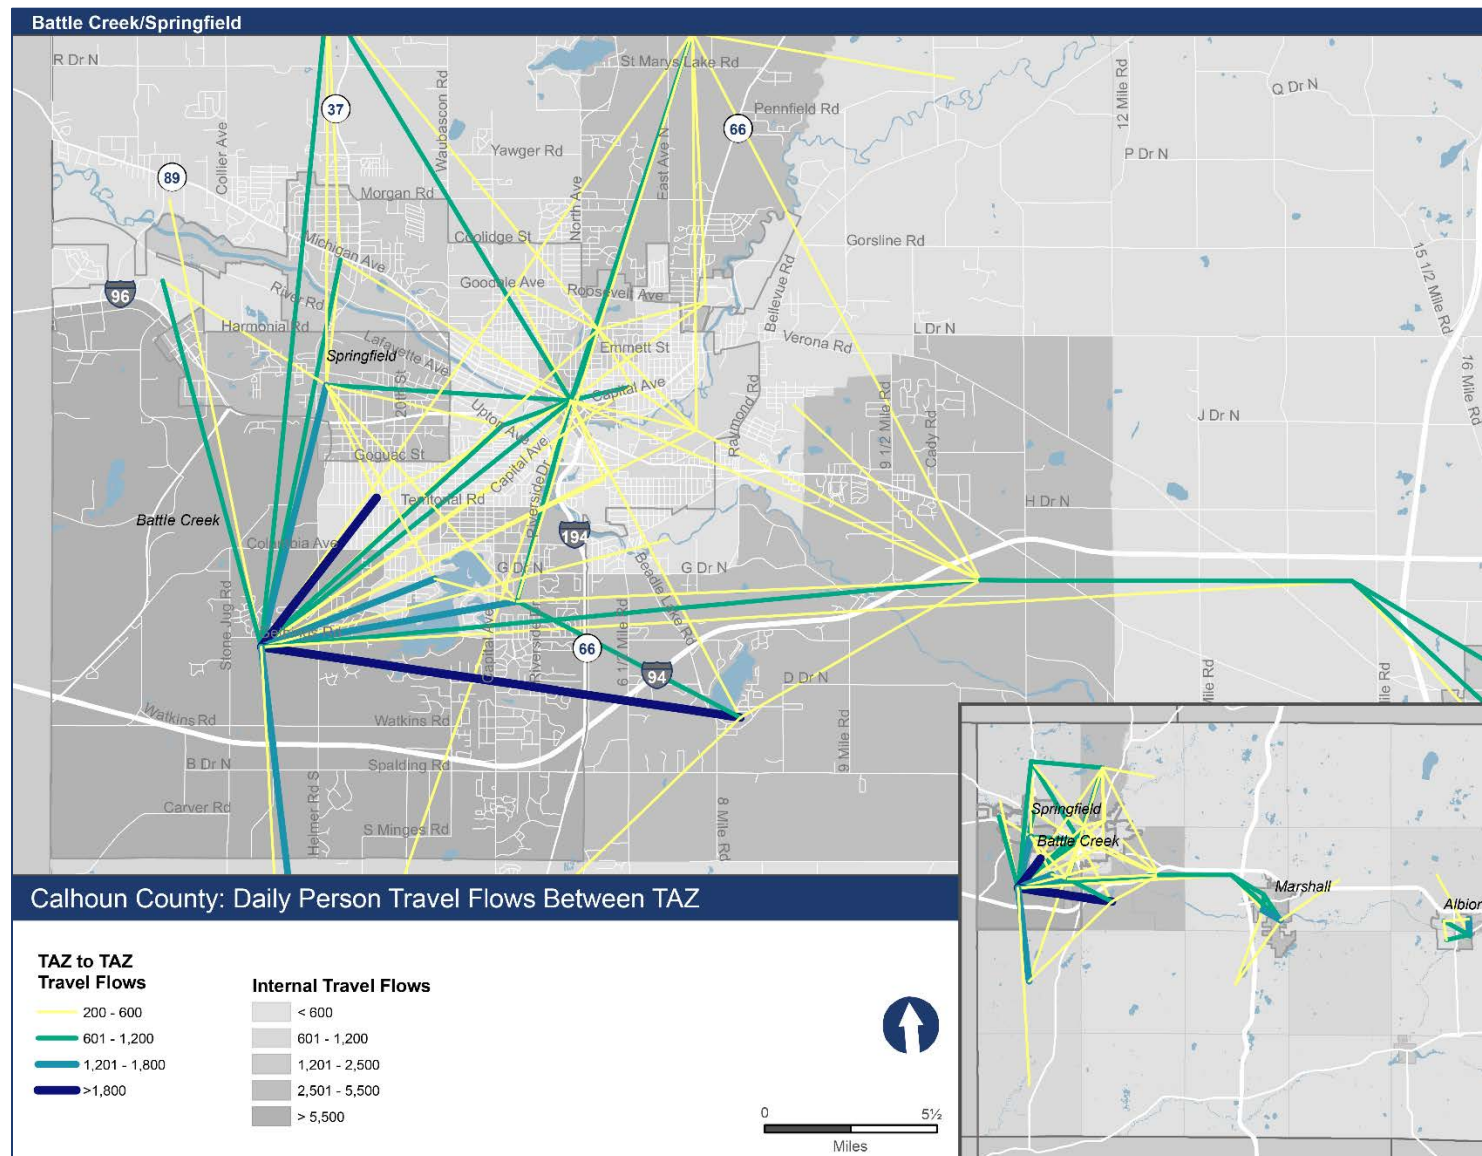 Battle Creek/Springfield
R Dr N
St Marys Lake Rd
Waubascon Rd
12 Mile Rd
Q Dr N
37
Pennfield Rd
66
Collier Ave
Yawger Rd
East Ave N
P Dr N
89
Morgan Rd
North Ave
Michigan Ave
Coolidge St
Gorsline Rd
15 1/2 Mile Rd
96
River Rd
Goodale Ave
Roosevelt Ave
Bellevue Rd
Harmonia Rd
Lafayette Ave
L Dr N
Verona Rd
Springfield
Emmett St
16 Mile Rd
20th St
Capital Ave
Upton Ave
Raymond Rd
9 1/2 Mile Rd
Cady Rd
J Dr N
Goguac St
Capital Ave
Riverside Dr
Territorial Rd
H Dr N
Battle Creek
194
Columbia Ave
G Dr N
Beadle Lake Rd
G Dr N
Stone Jug Rd
Capital Ave
Riverside Dr
6 1/2 Mile Rd
66
94
D Dr N
Mile Rd
Mile Rd
Watkins Rd
Watkins Rd
9 Mile Rd
B Dr N
Spalding Rd
Carver Rd
Helmer Rd S
S Minges Rd
8 Mile Rd
Springfield
Battle Creek
Marshall
Albion
Calhoun County: Daily Person Travel Flows Between TAZ
TAZ to TAZ
Travel Flows
200 - 600
601 - 1,200
1,201 - 1,800
>1,800
Internal Travel Flows
< 600
601 - 1,200
1,201 - 2,500
2,501 - 5,500
> 5,500
0 5½
Miles